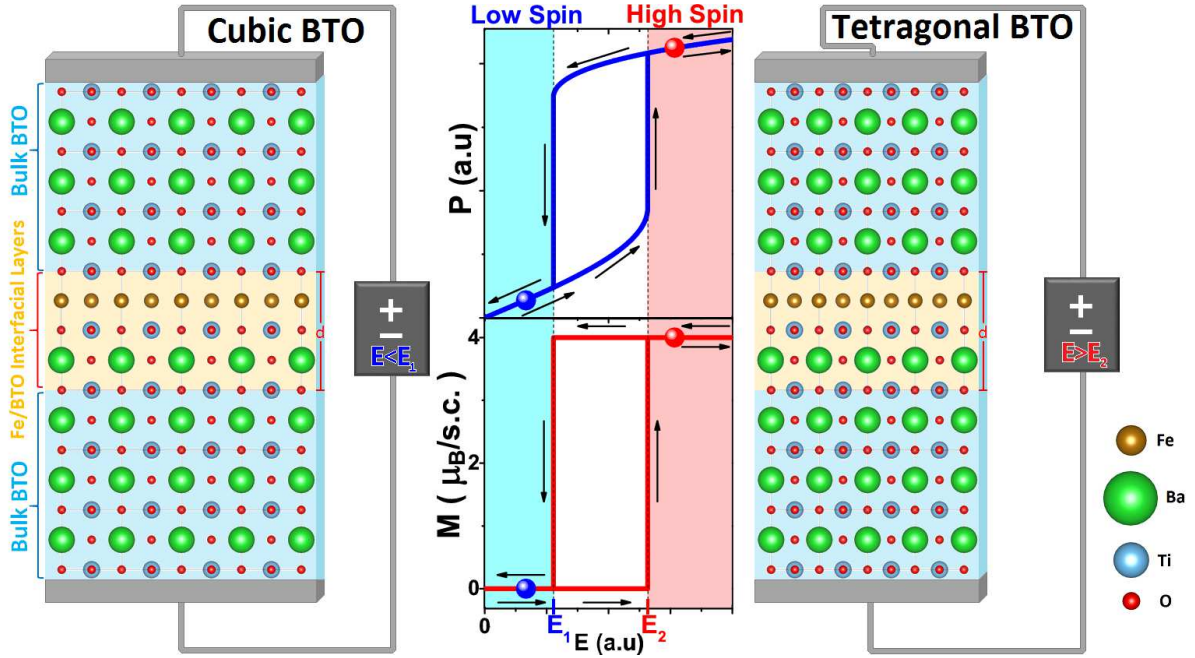 Cubic BTO
Bulk BTO
Fe/BTO Interfacial Layers
Bulk BTO
d
+
−
E<E₁
Low Spin
High Spin
P (a.u)
4
2
0
M ( μB/s.c.)
0
E₁
E (a.u)
E₂
Tetragonal BTO
d
+
−
E>E₂
Fe
Ba
Ti
O